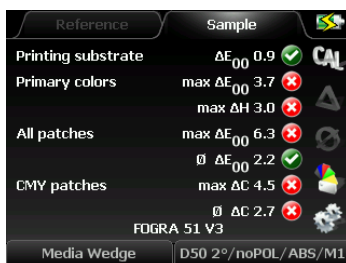 Reference Sample
Printing substrate ΔE00 0.9
CAL
Primary colors max ΔE00 3.7
max ΔH 3.0
All patches max ΔE00 6.3
Ø ΔE00 2.2
CMY patches max ΔC 4.5
Ø ΔC 2.7
FOGRA 51 V3
Media Wedge D50 2°/noPOL/ABS/M1